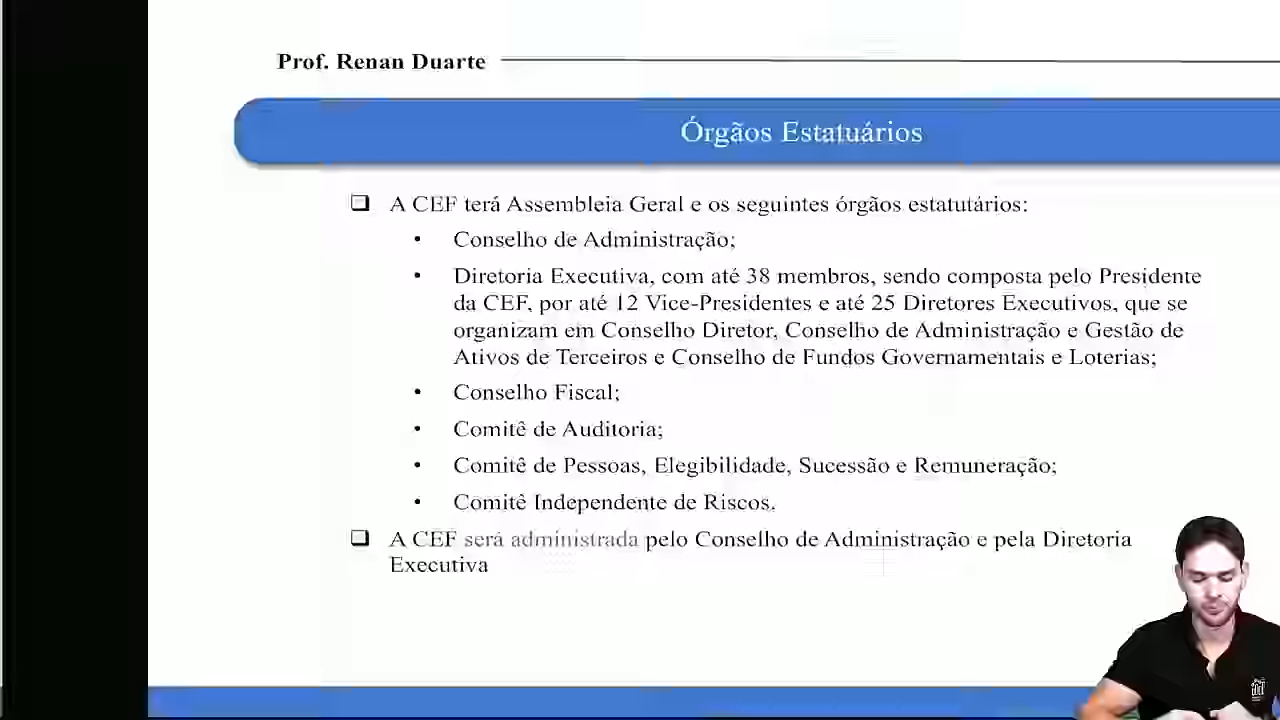 Prof. Renan Duarte
Órgãos Estatuários
❑ A CEF terá Assembleia Geral e os seguintes órgãos estatutários:
• Conselho de Administração;
• Diretoria Executiva, com até 38 membros, sendo composta pelo Presidente
da CEF, por até 12 Vice-Presidentes e até 25 Diretores Executivos, que se
organizam em Conselho Diretor, Conselho de Administração e Gestão de
Ativos de Terceiros e Conselho de Fundos Governamentais e Loterias;
• Conselho Fiscal;
• Comitê de Auditoria;
• Comitê de Pessoas, Elegibilidade, Sucessão e Remuneração;
• Comitê Independente de Riscos.
❑ A CEF será administrada pelo Conselho de Administração e pela Diretoria
Executiva